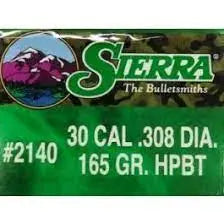 SIERRA
The Bulletsmiths
#2140
30 CAL .308 DIA.
165 GR. HPBT